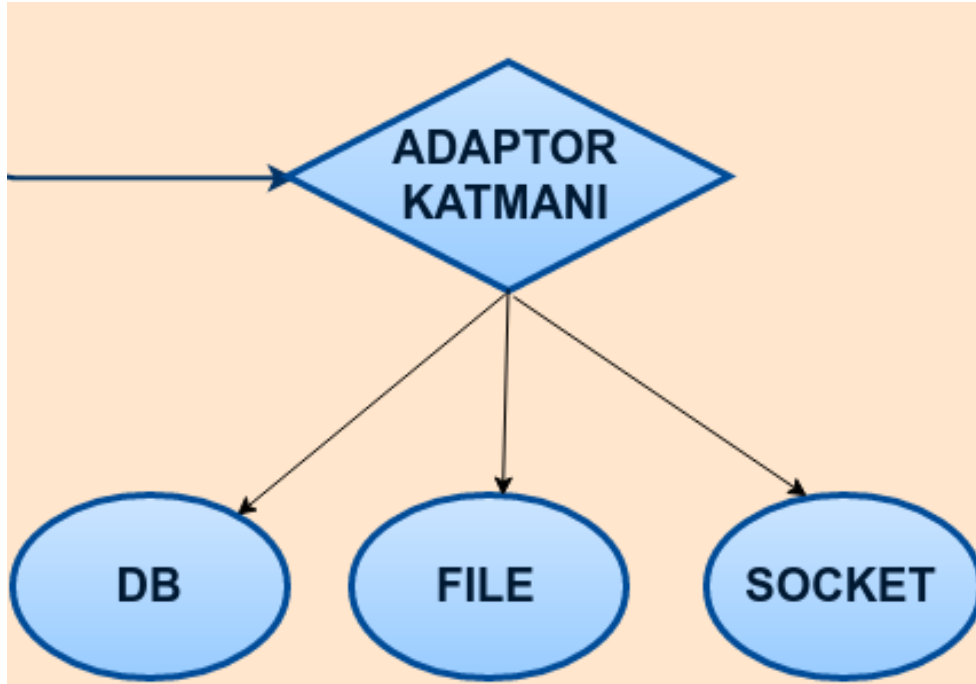 ADAPTOR
KATMANI
DB
FILE
SOCKET